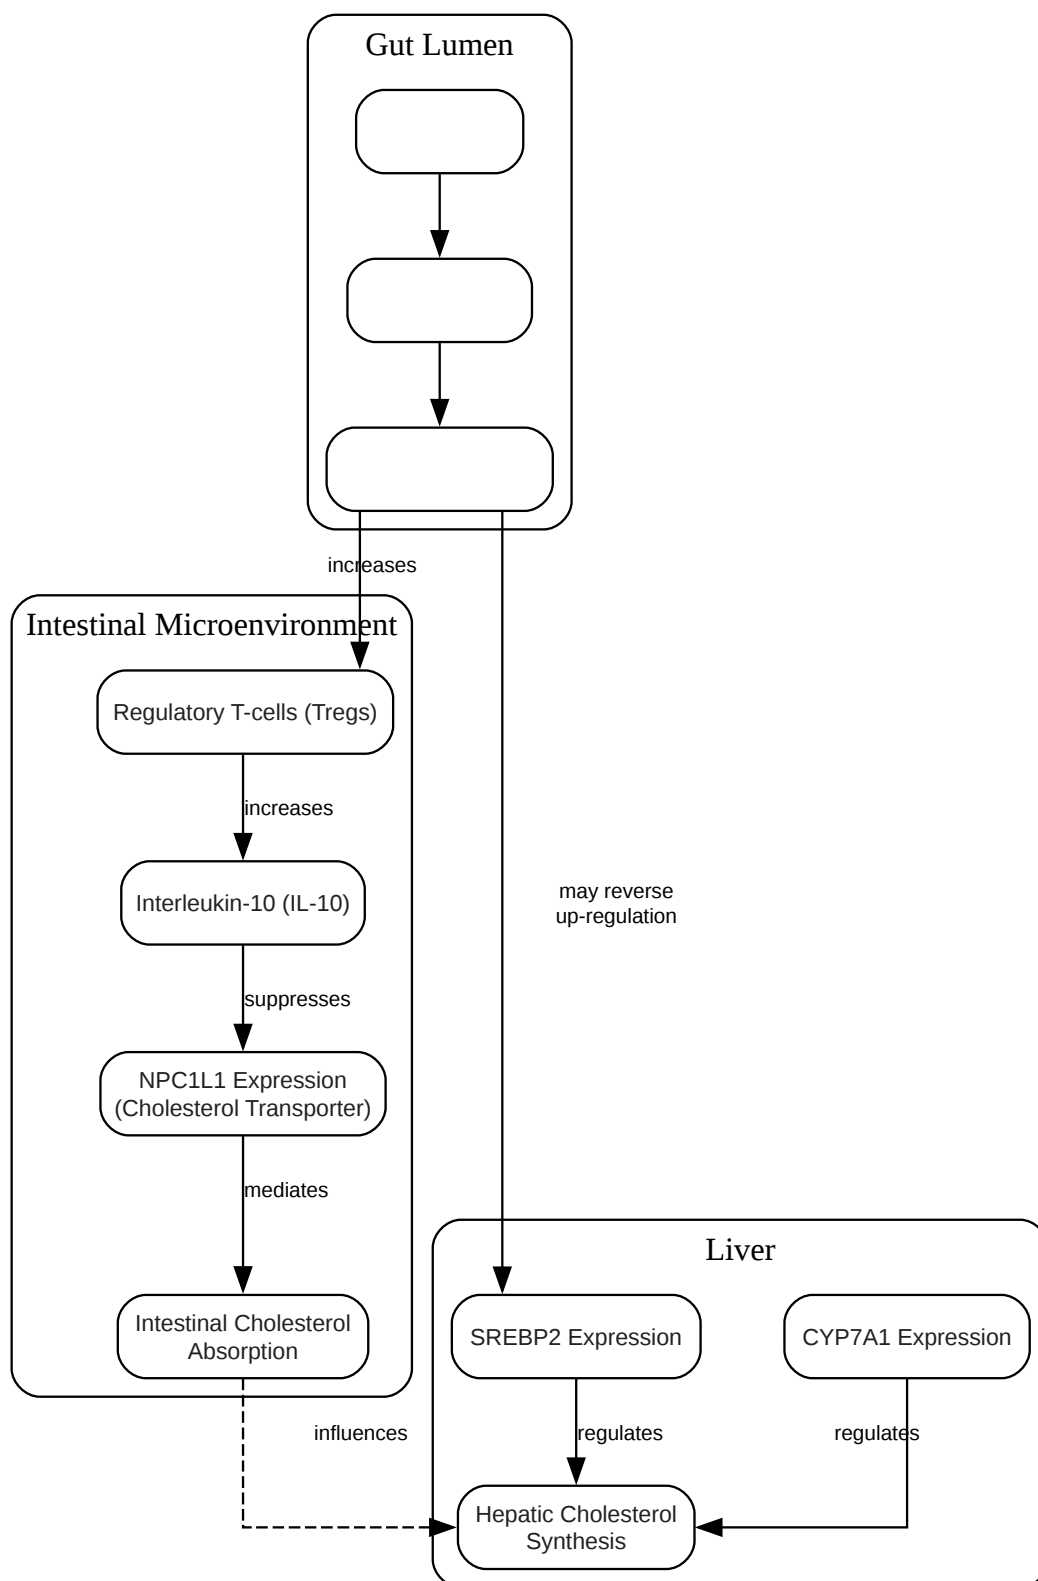 Gut Lumen
increases
Intestinal Microenvironment
Regulatory T-cells (Tregs)
increases
Interleukin-10 (IL-10)
may reverse
up-regulation
suppresses
NPC1L1 Expression
(Cholesterol Transporter)
mediates
Liver
Intestinal Cholesterol
Absorption
SREBP2 Expression
CYP7A1 Expression
influences
regulates
regulates
Hepatic Cholesterol
Synthesis